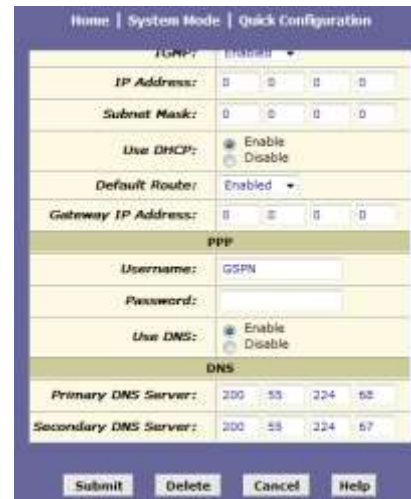 Home | System Mode | Quick Configuration
IGMP: Enabled
IP Address: 0 0 0 0
Subnet Mask: 0 0 0 0
Use DHCP: Enable
Disable
Default Route: Enabled
Gateway IP Address: 0 0 0 0
PPP
Username: GSPN
Password:
Use DNS: Enable
Disable
DNS
Primary DNS Server: 200 55 224 68
Secondary DNS Server: 200 55 224 67
Submit Delete Cancel Help